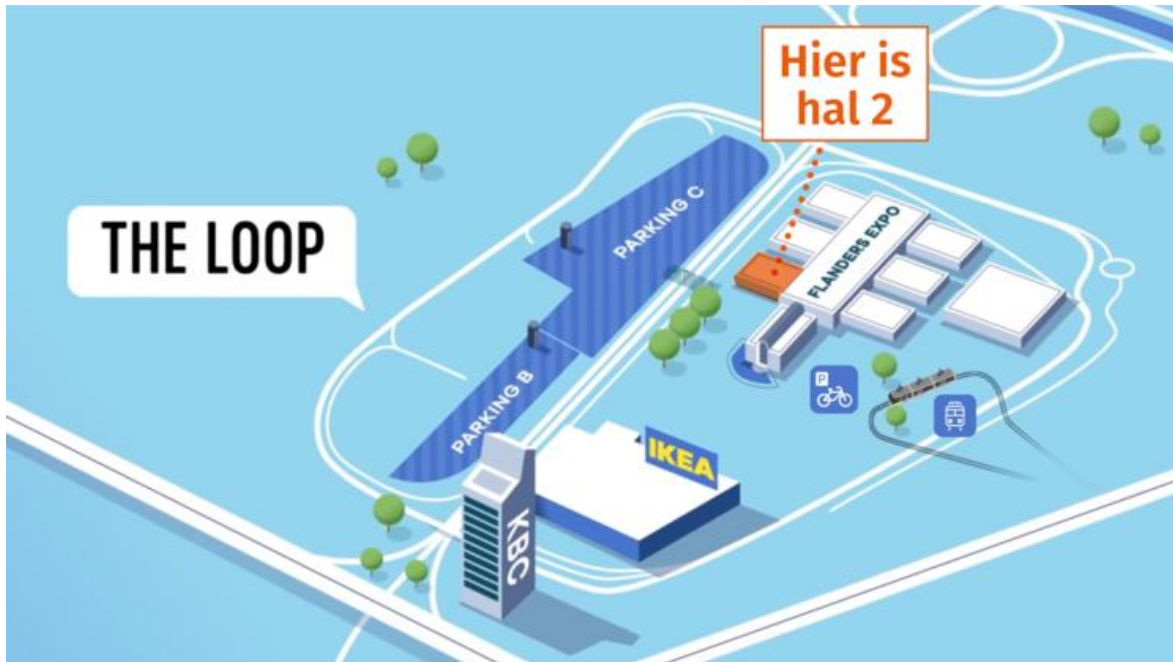 Hier is
hal 2
THE LOOP
PARKING C
FLANDERS EXPO
PARKING B
P
IKEA
KBC